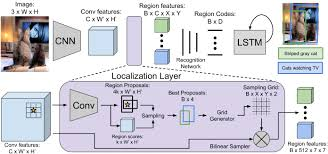 Image:
3 x W x H
CNN
Conv features:
C x W' x H'
Region features:
B x C x X x Y
Region Codes:
B x D
Recognition
Network
LSTM
Striped gray cat
Cats watching TV
Localization Layer
Conv
Region Proposals:
4k x W' x H'
Region scores:
k x W' x H'
Sampling
Best Proposals:
B x 4
Grid
Generator
Sampling Grid:
B x X x Y x 2
Bilinear Sampler
Conv features:
C x W' x H'
Region features:
B x 512 x 7 x 7